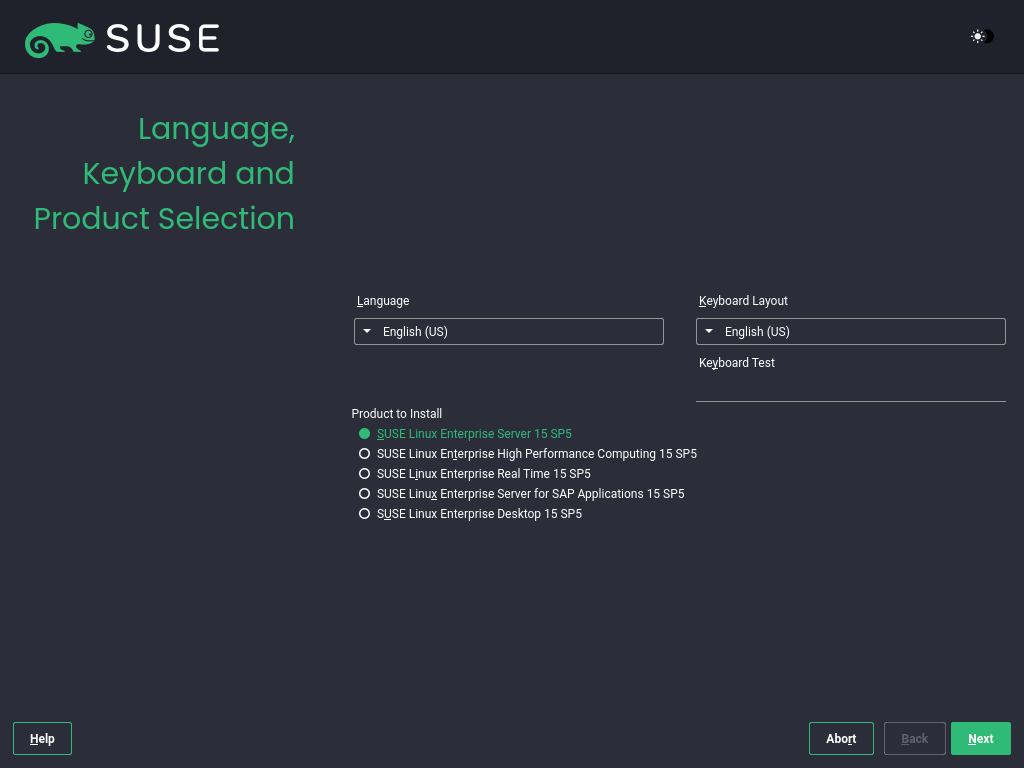 SUSE
Language,
Keyboard and
Product Selection
Language
Keyboard Layout
English (US)
English (US)
Keyboard Test
Product to Install
SUSE Linux Enterprise Server 15 SP5
SUSE Linux Enterprise High Performance Computing 15 SP5
SUSE Linux Enterprise Real Time 15 SP5
SUSE Linux Enterprise Server for SAP Applications 15 SP5
SUSE Linux Enterprise Desktop 15 SP5
Help
Abort
Back
Next